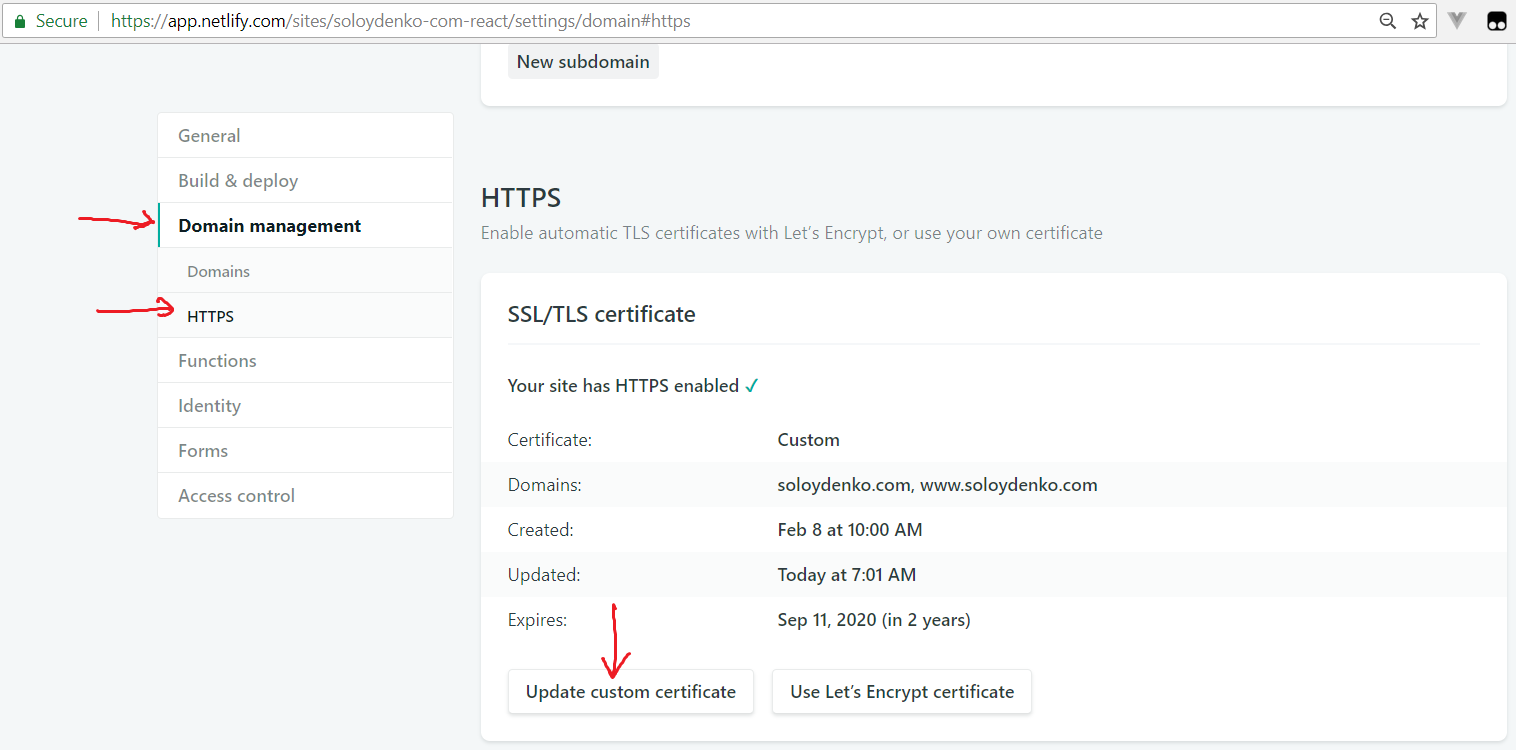 Secure https://app.netlify.com/sites/soloydenko-com-react/settings/domain#https
New subdomain
General
Build & deploy
Domain management
Domains
HTTPS
Functions
Identity
Forms
Access control
HTTPS
Enable automatic TLS certificates with Let’s Encrypt, or use your own certificate
SSL/TLS certificate
Your site has HTTPS enabled ✓
Certificate: Custom
Domains: soloydenko.com, www.soloydenko.com
Created: Feb 8 at 10:00 AM
Updated: Today at 7:01 AM
Expires: Sep 11, 2020 (in 2 years)
Update custom certificate Use Let’s Encrypt certificate